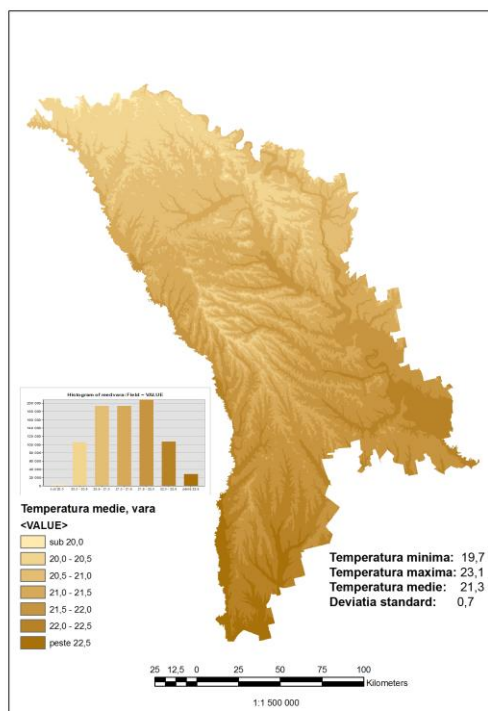 Histogram of medvara: Field = VALUE
Temperatura medie, vara
<VALUE>
sub 20,0
20,0 - 20,5
20,5 - 21,0
21,0 - 21,5
21,5 - 22,0
22,0 - 22,5
peste 22,5
Temperatura minima: 19,7
Temperatura maxima: 23,1
Temperatura medie: 21,3
Deviatia standard: 0,7
25 12,5 0 25 50 75 100
Kilometers
1:1 500 000